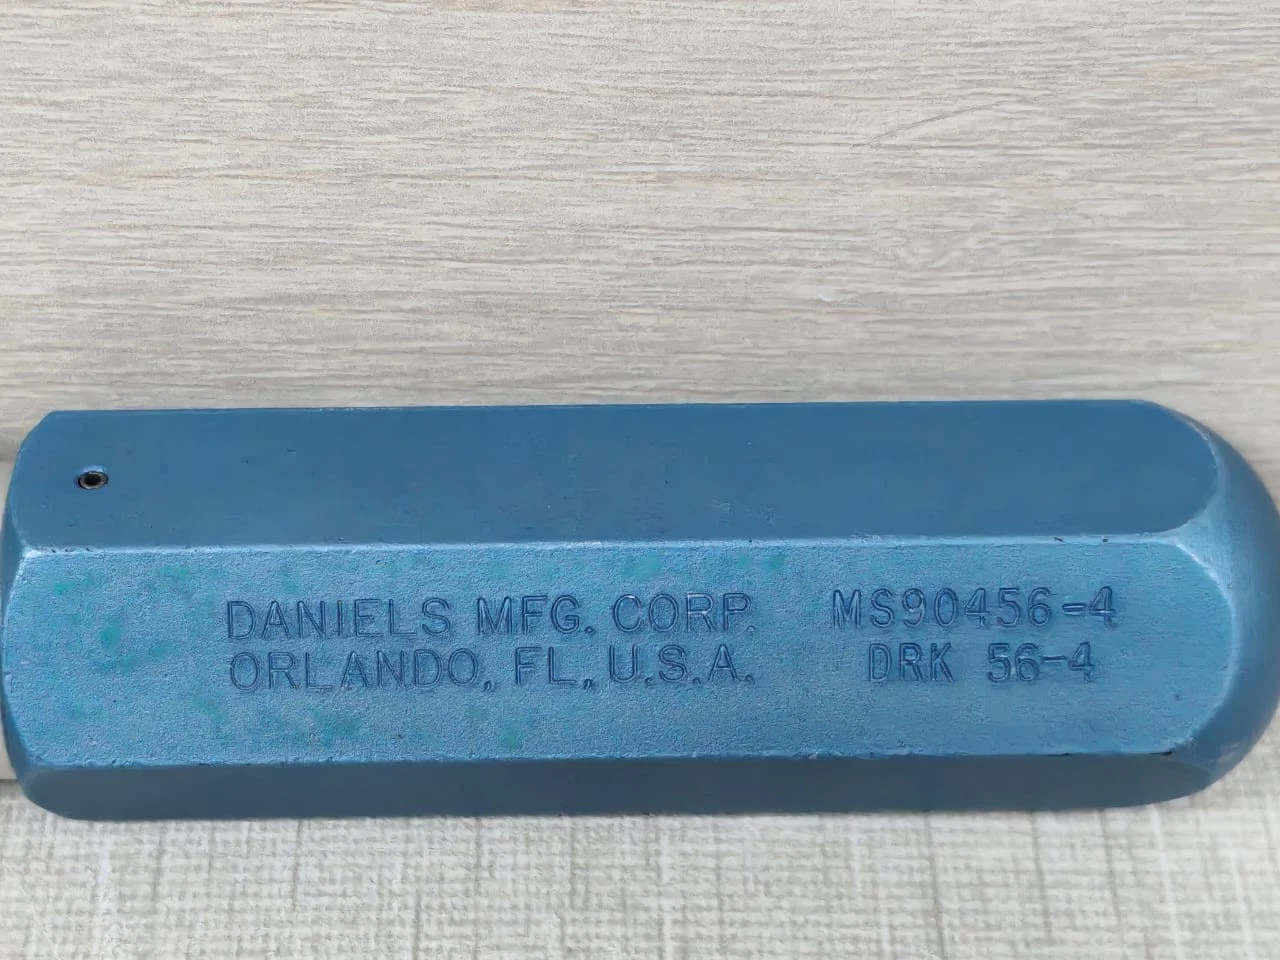 DANIELS MFG. CORP. MS90456-4
ORLANDO, FL, U.S.A. DRK 56-4